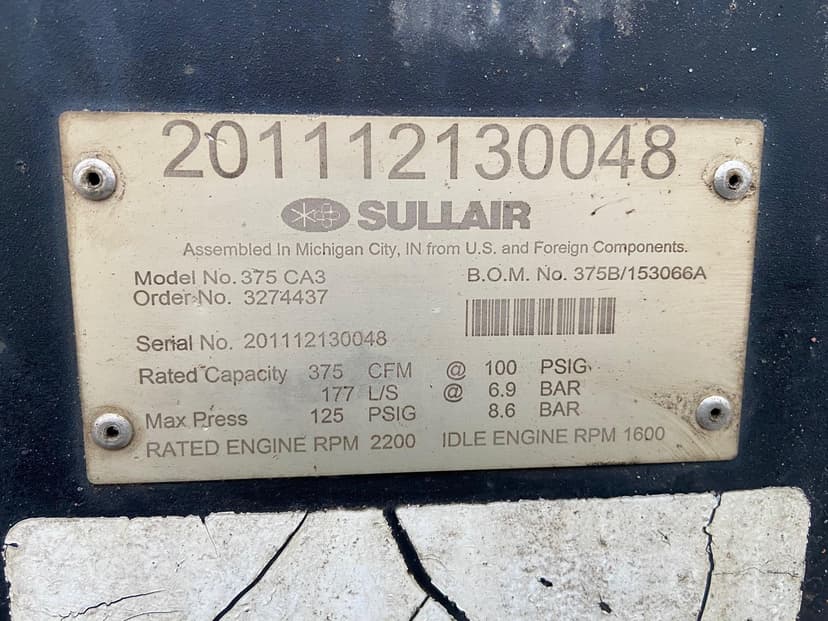 201112130048
SULLAIR
Assembled In Michigan City, IN from U.S. and Foreign Components.
Model No. 375 CA3 B.O.M. No. 375B/153066A
Order No. 3274437
Serial No. 201112130048
Rated Capacity 375 CFM @ 100 PSIG
177 L/S @ 6.9 BAR
Max Press 125 PSIG 8.6 BAR
RATED ENGINE RPM 2200 IDLE ENGINE RPM 1600